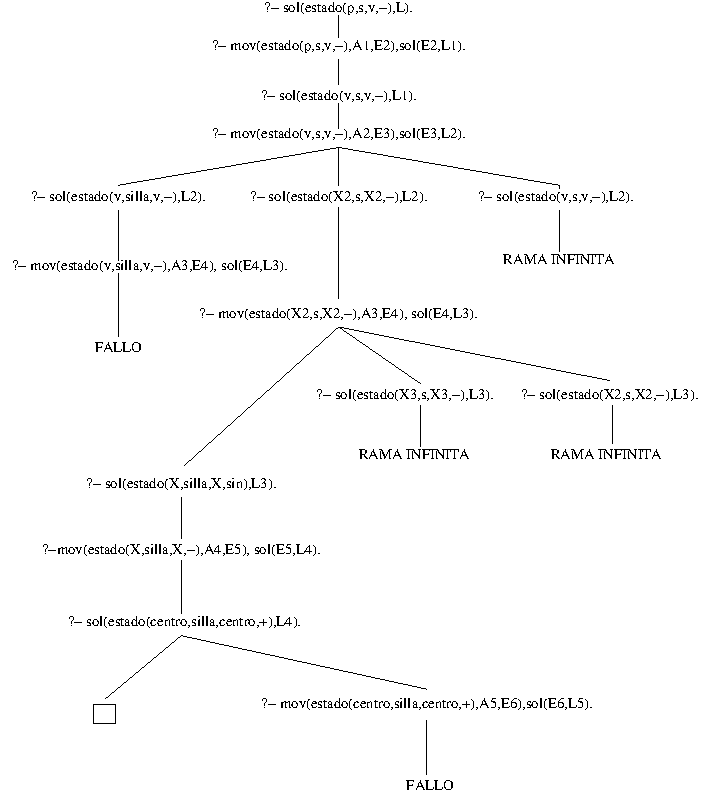 ?– sol(estado(p,s,v,–),L).
?– mov(estado(p,s,v,–),A1,E2),sol(E2,L1).
?– sol(estado(v,s,v,–),L1).
?– mov(estado(v,s,v,–),A2,E3),sol(E3,L2).
?– sol(estado(v,silla,v,–),L2).
?– sol(estado(X2,s,X2,–),L2).
?– sol(estado(v,s,v,–),L2).
?– mov(estado(v,silla,v,–),A3,E4), sol(E4,L3).
RAMA INFINITA
?– mov(estado(X2,s,X2,–),A3,E4), sol(E4,L3).
FALLO
?– sol(estado(X3,s,X3,–),L3).
?– sol(estado(X2,s,X2,–),L3).
RAMA INFINITA
RAMA INFINITA
?– sol(estado(X,silla,X,sin),L3).
?–mov(estado(X,silla,X,–),A4,E5), sol(E5,L4).
?– sol(estado(centro,silla,centro,+),L4).
?– mov(estado(centro,silla,centro,+),A5,E6),sol(E6,L5).
FALLO